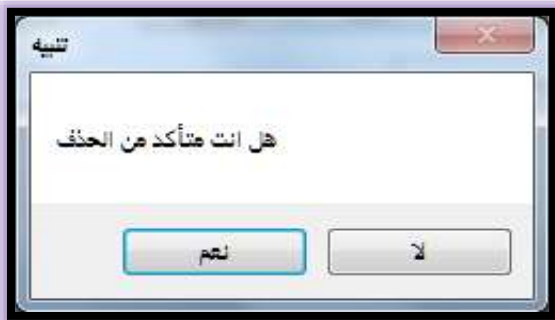 تنبيه
هل انت متأكد من الحذف
نعم
لا